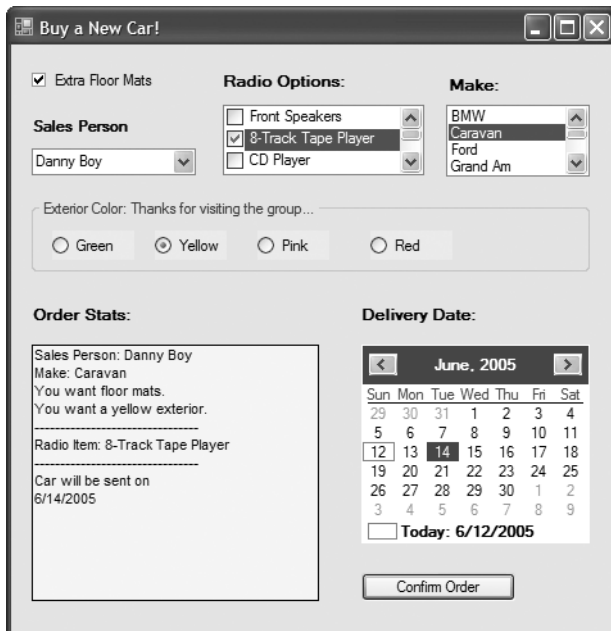 Buy a New Car!
Extra Floor Mats
Radio Options:
Make:
Front Speakers
8-Track Tape Player
CD Player
BMW
Caravan
Ford
Grand Am
Sales Person
Danny Boy
Exterior Color: Thanks for visiting the group...
Green Yellow Pink Red
Order Stats:
Sales Person: Danny Boy
Make: Caravan
You want floor mats.
You want a yellow exterior.
---------------------------------
Radio Item: 8-Track Tape Player
---------------------------------
Car will be sent on
6/14/2005
Delivery Date:
June, 2005
Sun Mon Tue Wed Thu Fri Sat
29 30 31 1 2 3 4
5 6 7 8 9 10 11
12 13 14 15 16 17 18
19 20 21 22 23 24 25
26 27 28 29 30 1 2
3 4 5 6 7 8 9
Today: 6/12/2005
Confirm Order